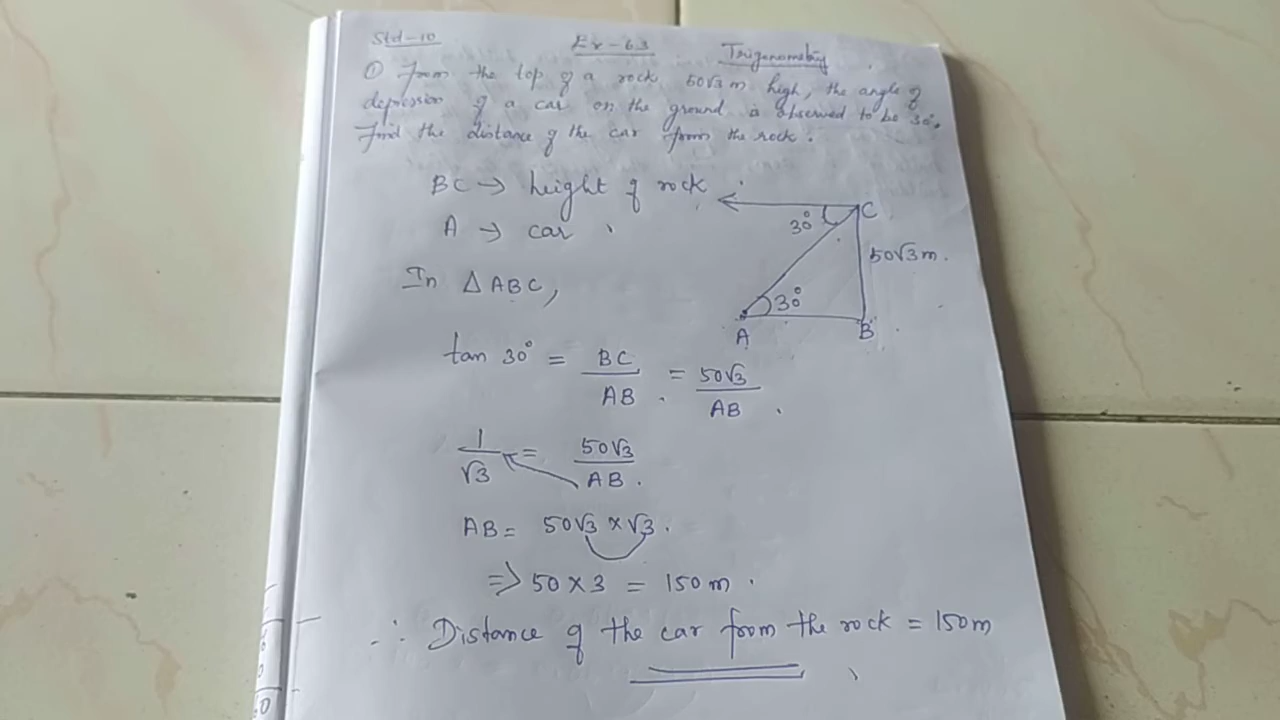 Std-10 Ex-6.3 Trigonometry
① From the top of a rock 50√3 m high, the angle of
depression of a car on the ground is observed to be 30°.
Find the distance of the car from the rock.
BC → height of rock
A → car
30° C
50√3 m.
In △ABC,
30°
A B
tan 30° = BC/AB = 50√3/AB.
1/√3 = 50√3/AB.
AB = 50√3 × √3.
⇒ 50 × 3 = 150 m.
∴ Distance of the car from the rock = 150m